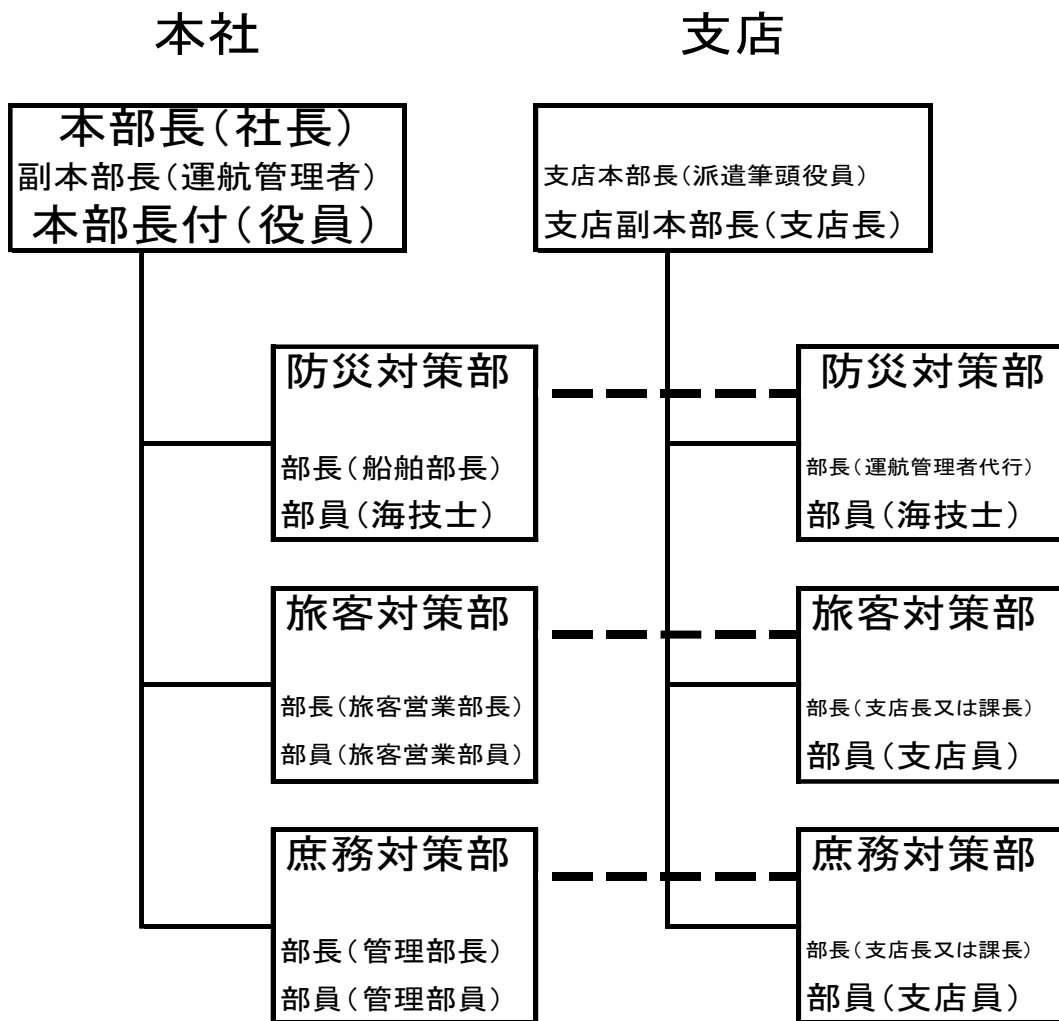 本社
本部長(社長)
副本部長(運航管理者)
本部長付(役員)
防災対策部
部長(船舶部長)
部員(海技士)
旅客対策部
部長(旅客営業部長)
部員(旅客営業部員)
庶務対策部
部長(管理部長)
部員(管理部員)
支店
支店本部長(派遣筆頭役員)
支店副本部長(支店長)
防災対策部
部長(運航管理者代行)
部員(海技士)
旅客対策部
部長(支店長又は課長)
部員(支店員)
庶務対策部
部長(支店長又は課長)
部員(支店員)